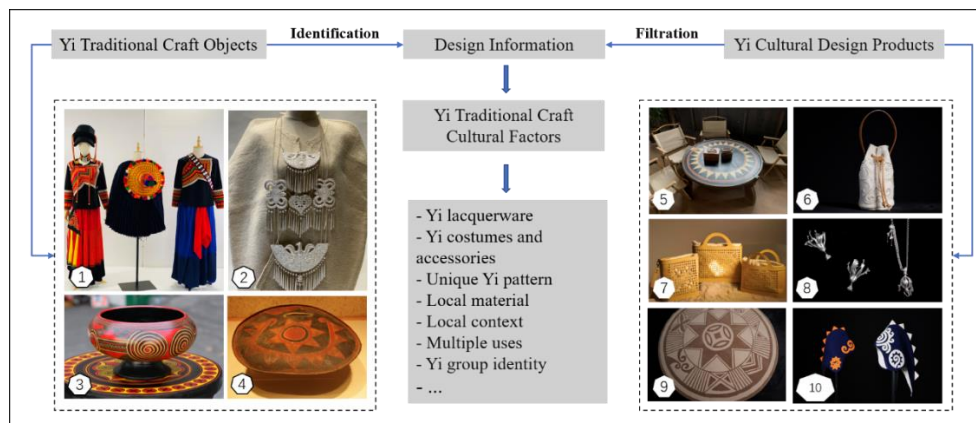 Yi Traditional Craft Objects
Identification
Design Information
Filtration
Yi Cultural Design Products
Yi Traditional Craft
Cultural Factors
- Yi lacquerware
- Yi costumes and
accessories
- Unique Yi pattern
- Local material
- Local context
- Multiple uses
- Yi group identity
- ...
1
2
3
4
5
6
7
8
9
10